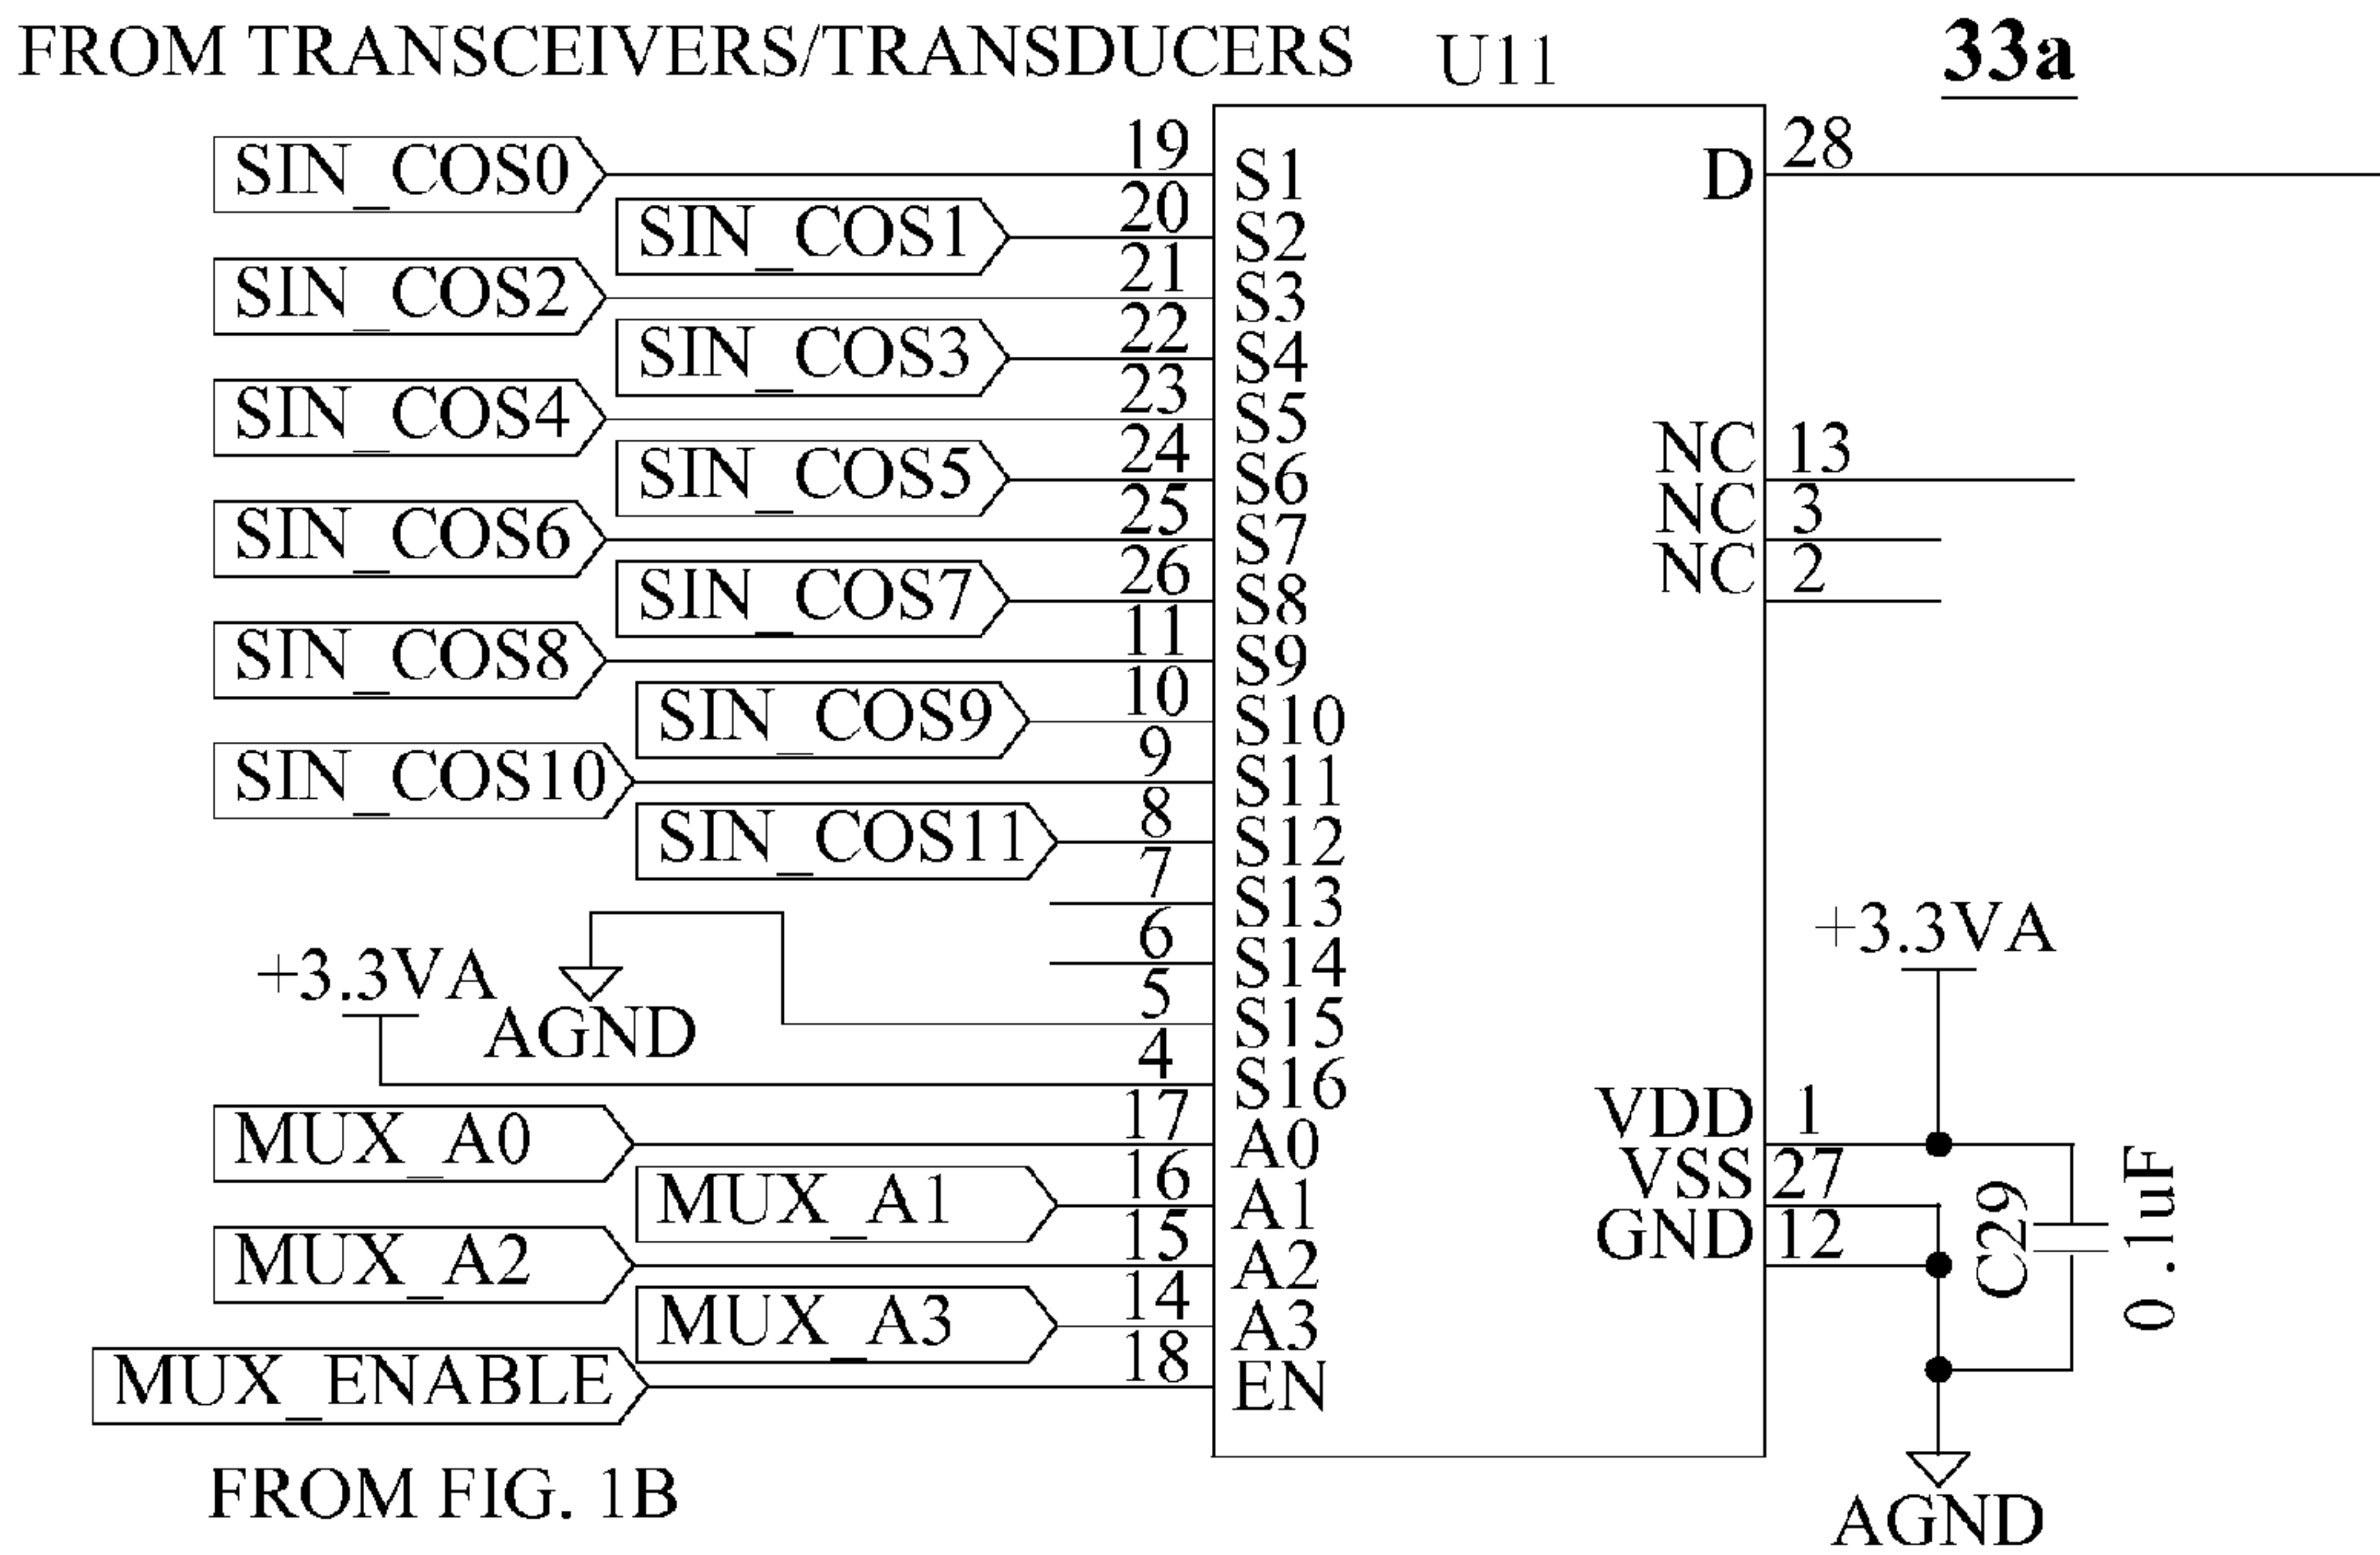 FROM TRANSCEIVERS/TRANSDUCERS U11 33a
SIN_COS0 19 S1 D 28
SIN_COS1 20 S2
SIN_COS2 21 S3
SIN_COS3 22 S4
SIN_COS4 23 S5
SIN_COS5 24 S6 NC 13
SIN_COS6 25 S7 NC 3
SIN_COS7 26 S8 NC 2
SIN_COS8 11 S9
SIN_COS9 10 S10
SIN_COS10 9 S11
SIN_COS11 8 S12
7 S13
6 S14 +3.3VA
+3.3VA AGND 5 S15
4 S16
MUX_A0 17 A0 VDD 1
MUX_A1 16 A1 VSS 27
MUX_A2 15 A2 GND 12 C29 0.1uF
MUX_A3 14 A3
MUX_ENABLE 18 EN
FROM FIG. 1B AGND